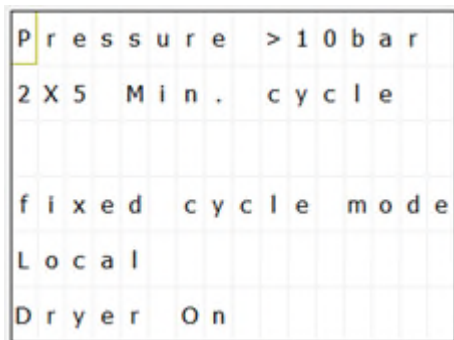 Pressure >10bar
2X5 Min. cycle
fixed cycle mode
Local
Dryer On